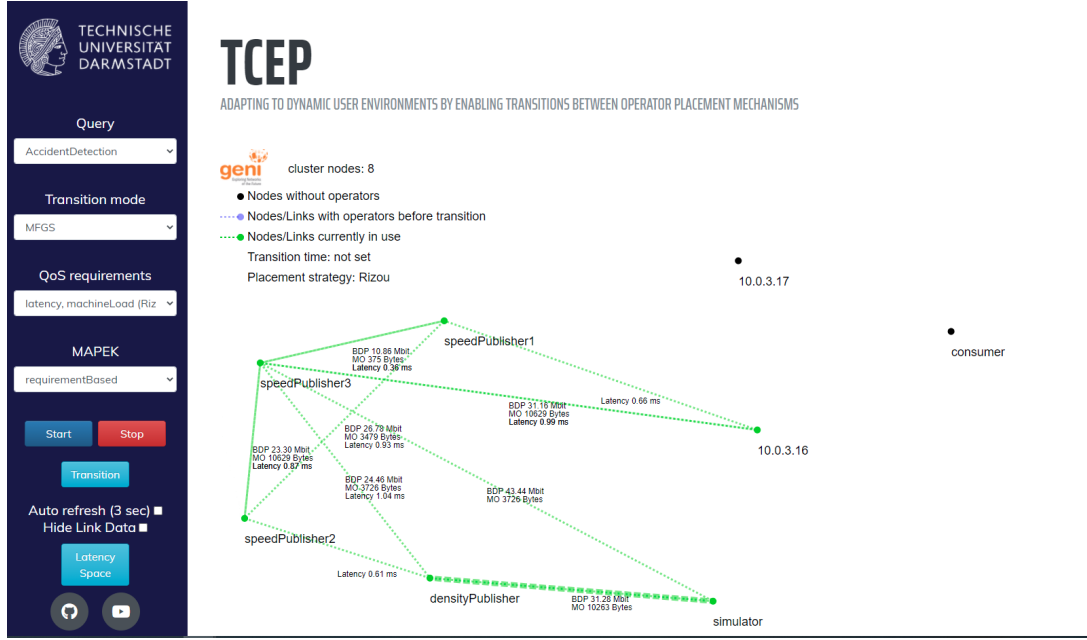 TECHNISCHE
UNIVERSITÄT
DARMSTADT
Query
AccidentDetection
Transition mode
MFGS
QoS requirements
latency, machineLoad (Riz
MAPEK
requirementBased
Start
Stop
Transition
Auto refresh (3 sec)
Hide Link Data
Latency
Space
TCEP
ADAPTING TO DYNAMIC USER ENVIRONMENTS BY ENABLING TRANSITIONS BETWEEN OPERATOR PLACEMENT MECHANISMS
geni
cluster nodes: 8
Nodes without operators
Nodes/Links with operators before transition
Nodes/Links currently in use
Transition time: not set
Placement strategy: Rizou
10.0.3.17
consumer
speedPublisher1
BDP 10.86 Mbit
MO 375 Bytes
Latency 0.36 ms
speedPublisher3
Latency 0.66 ms
BDP 31.16 Mbit
MO 10629 Bytes
Latency 0.99 ms
10.0.3.16
BDP 26.78 Mbit
MO 3479 Bytes
Latency 0.93 ms
BDP 23.30 Mbit
MO 10629 Bytes
Latency 0.87 ms
BDP 24.46 Mbit
MO 3726 Bytes
Latency 1.04 ms
BDP 43.44 Mbit
MO 3726 Bytes
speedPublisher2
Latency 0.61 ms
densityPublisher
BDP 31.28 Mbit
MO 10263 Bytes
simulator